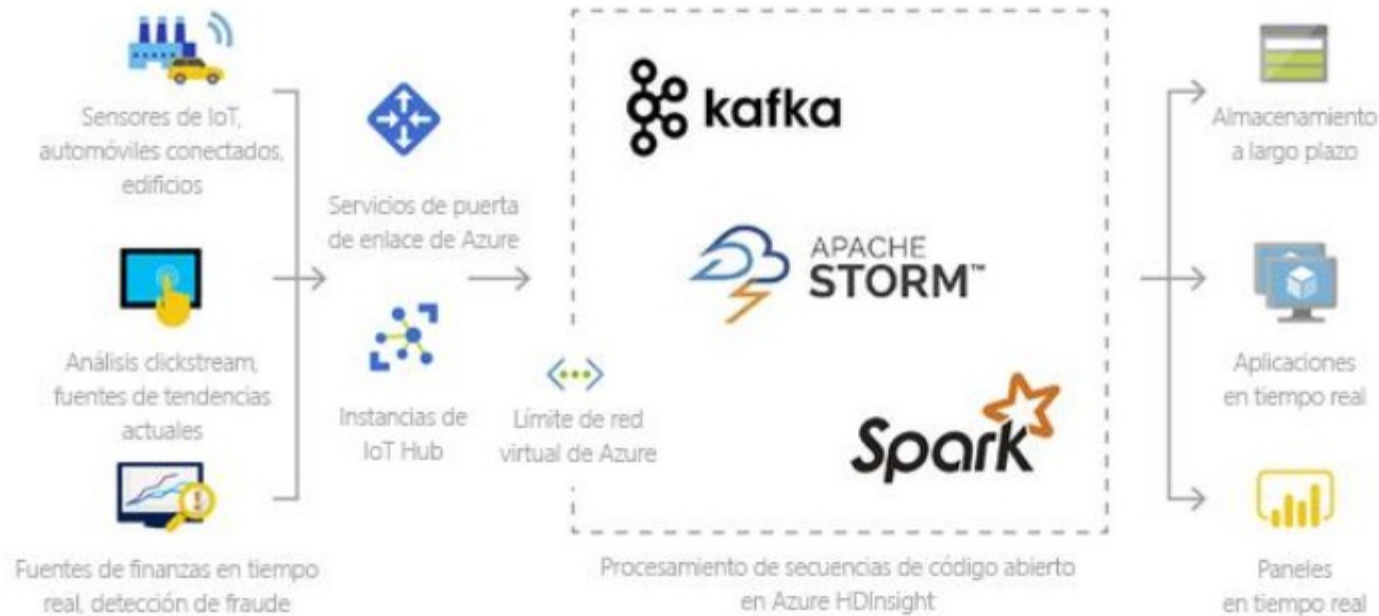 Sensores de IoT,
automóviles conectados,
edificios
Análisis clickstream,
fuentes de tendencias
actuales
Fuentes de finanzas en tiempo
real, detección de fraude
Servicios de puerta
de enlace de Azure
Instancias de
IoT Hub
Límite de red
virtual de Azure
kafka
APACHE
STORM™
Spark
Procesamiento de secuencias de código abierto
en Azure HDInsight
Almacenamiento
a largo plazo
Aplicaciones
en tiempo real
Paneles
en tiempo real